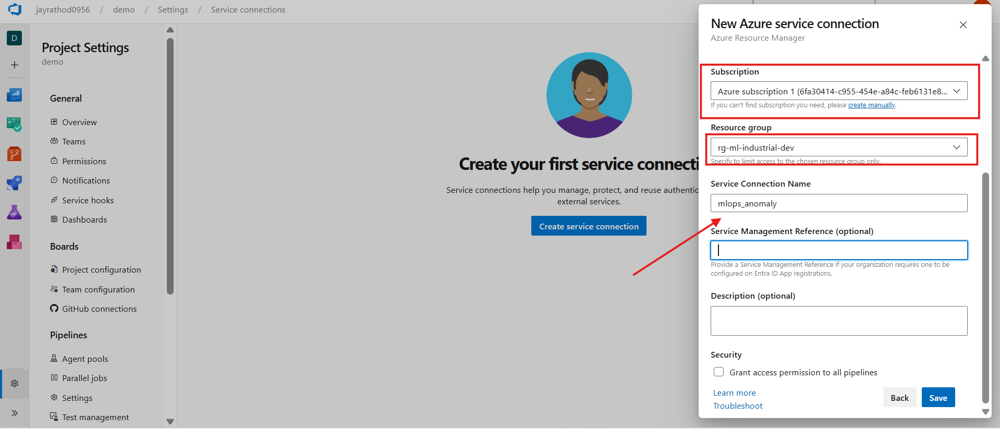 jayrathod0956 / demo / Settings / Service connections
D
Project Settings
demo
General
Overview
Teams
Permissions
Notifications
Service hooks
Dashboards
Boards
Project configuration
Team configuration
GitHub connections
Pipelines
Agent pools
Parallel jobs
Settings
Test management
Create your first service connecti
Service connections help you manage, protect, and reuse authentic
external services.
Create service connection
New Azure service connection
Azure Resource Manager
Subscription
Azure subscription 1 (6fa30414-c955-454e-a84c-feb6131e8...
If you can't find subscription you need, please create manually.
Resource group
rg-ml-industrial-dev
Specify to limit access to the chosen resource group only.
Service Connection Name
mlops_anomaly
Service Management Reference (optional)
Provide a Service Management Reference if your organization requires one to be
configured on Entra ID App registrations.
Description (optional)
Security
Grant access permission to all pipelines
Learn more
Troubleshoot
Back
Save